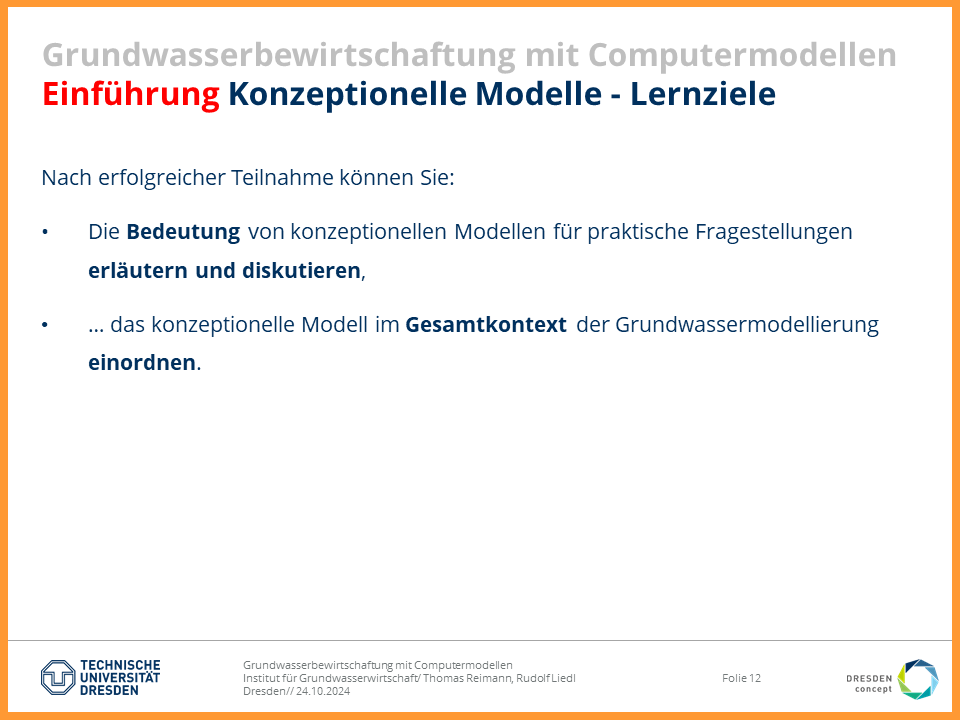 Grundwasserbewirtschaftung mit Computermodellen
Einführung Konzeptionelle Modelle - Lernziele
Nach erfolgreicher Teilnahme können Sie:
• Die Bedeutung von konzeptionellen Modellen für praktische Fragestellungen
erläutern und diskutieren,
• … das konzeptionelle Modell im Gesamtkontext der Grundwassermodellierung
einordnen.
TECHNISCHE
UNIVERSITÄT
DRESDEN
Grundwasserbewirtschaftung mit Computermodellen
Institut für Grundwasserwirtschaft/ Thomas Reimann, Rudolf Liedl
Dresden// 24.10.2024
Folie 12
DRESDEN
concept